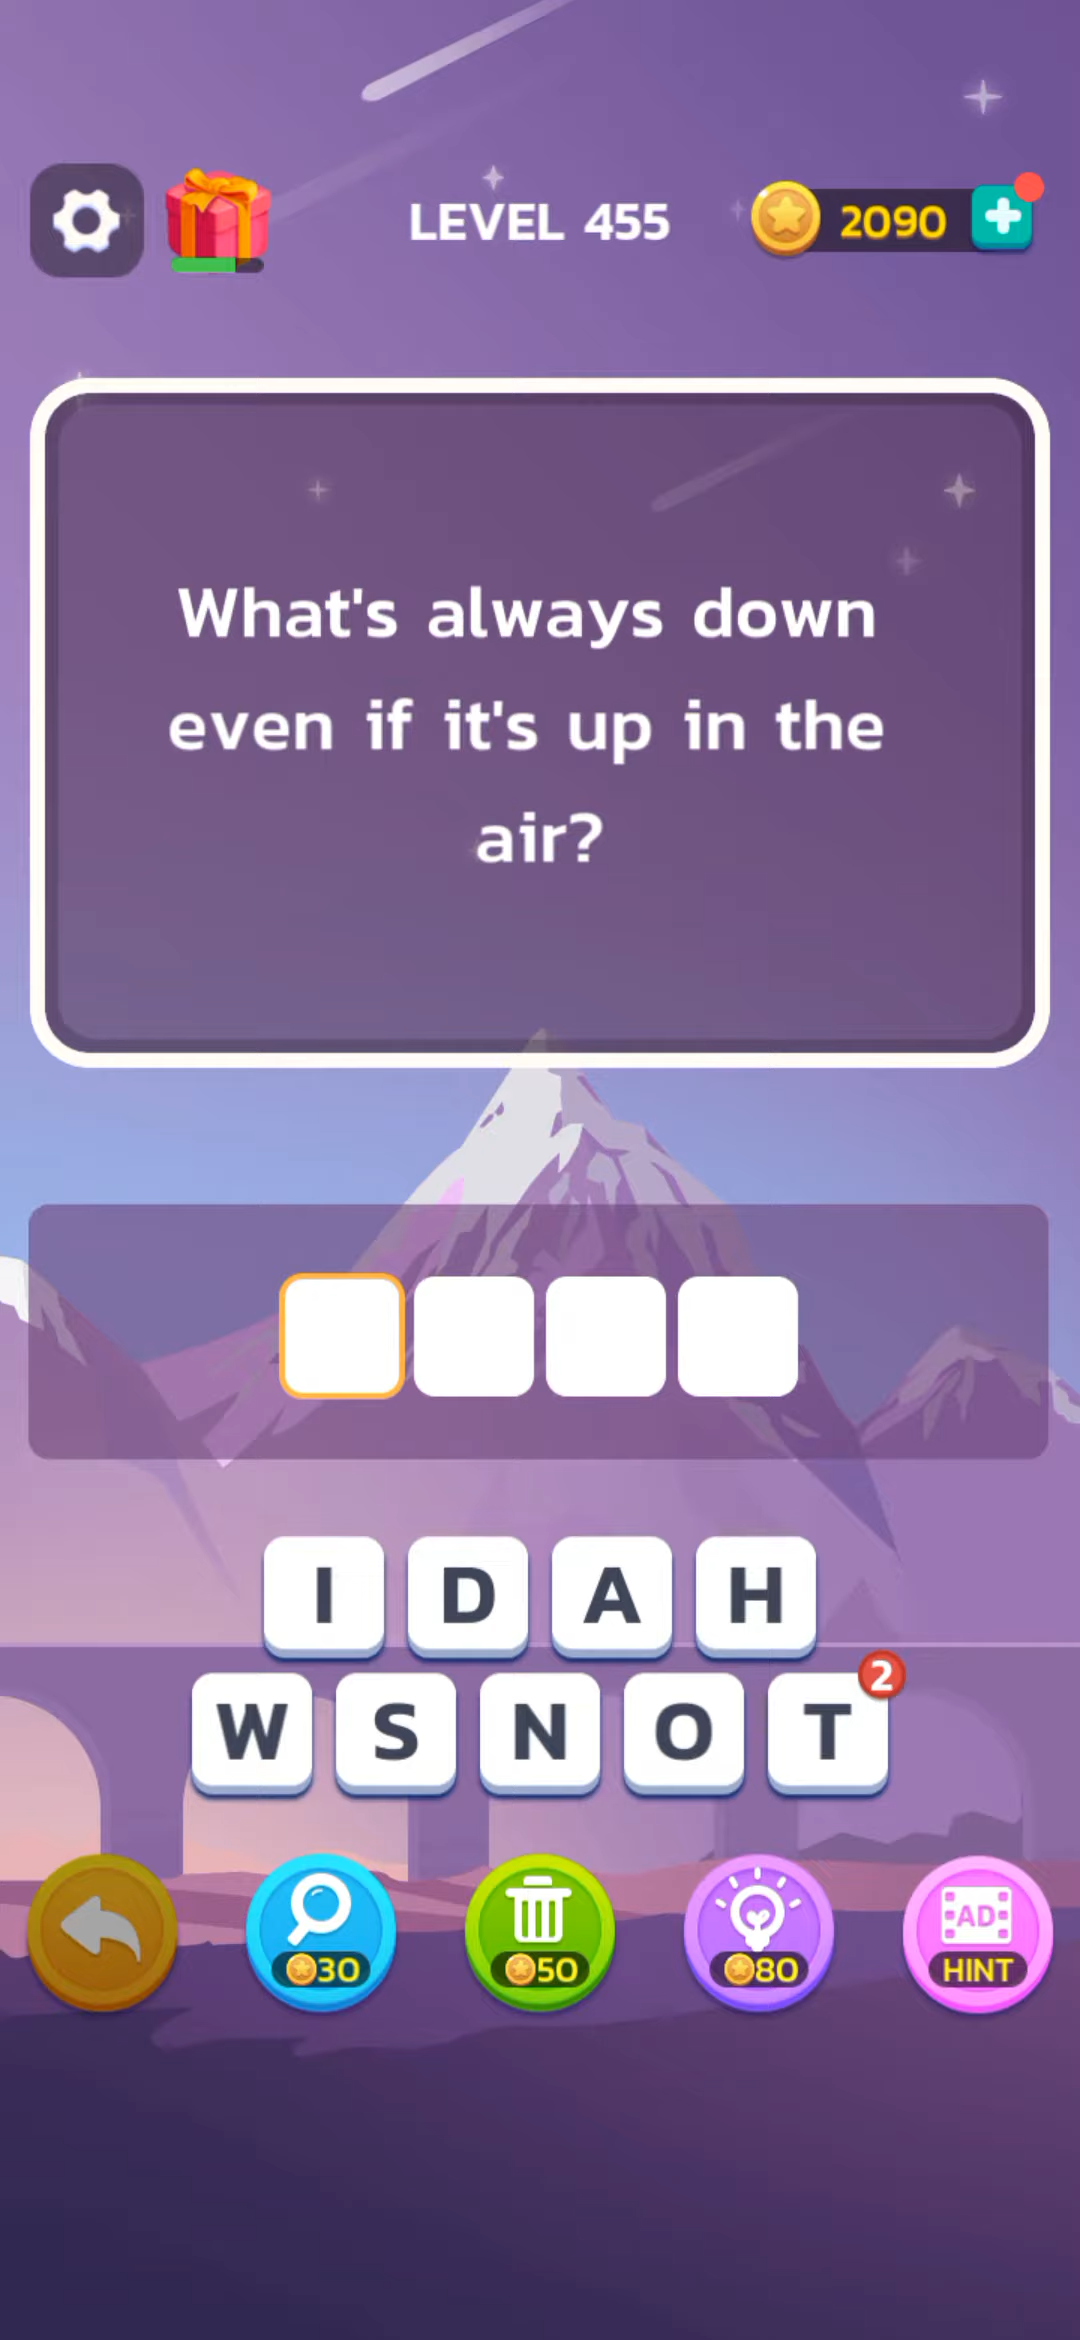 LEVEL 455
2090
What's always down
even if it's up in the
air?
I D A H
2
W S N O T
30
50
80
AD
HINT